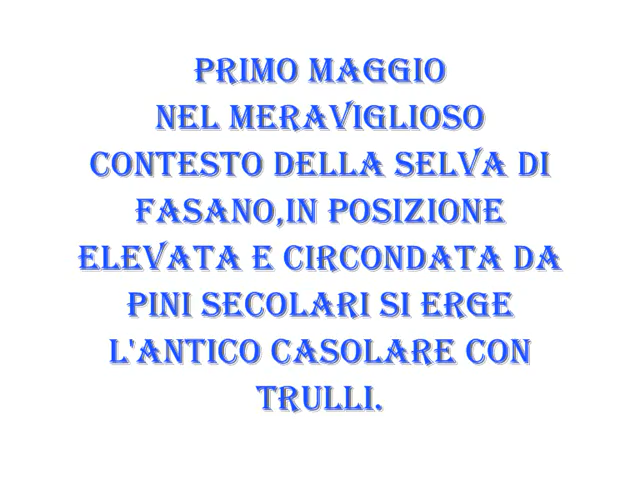 PRIMO MAGGIO
NEL MERAVIGLIOSO
CONTESTO DELLA SELVA DI
FASANO,IN POSIZIONE
ELEVATA E CIRCONDATA DA
PINI SECOLARI SI ERGE
L'ANTICO CASOLARE CON
TRULLI.